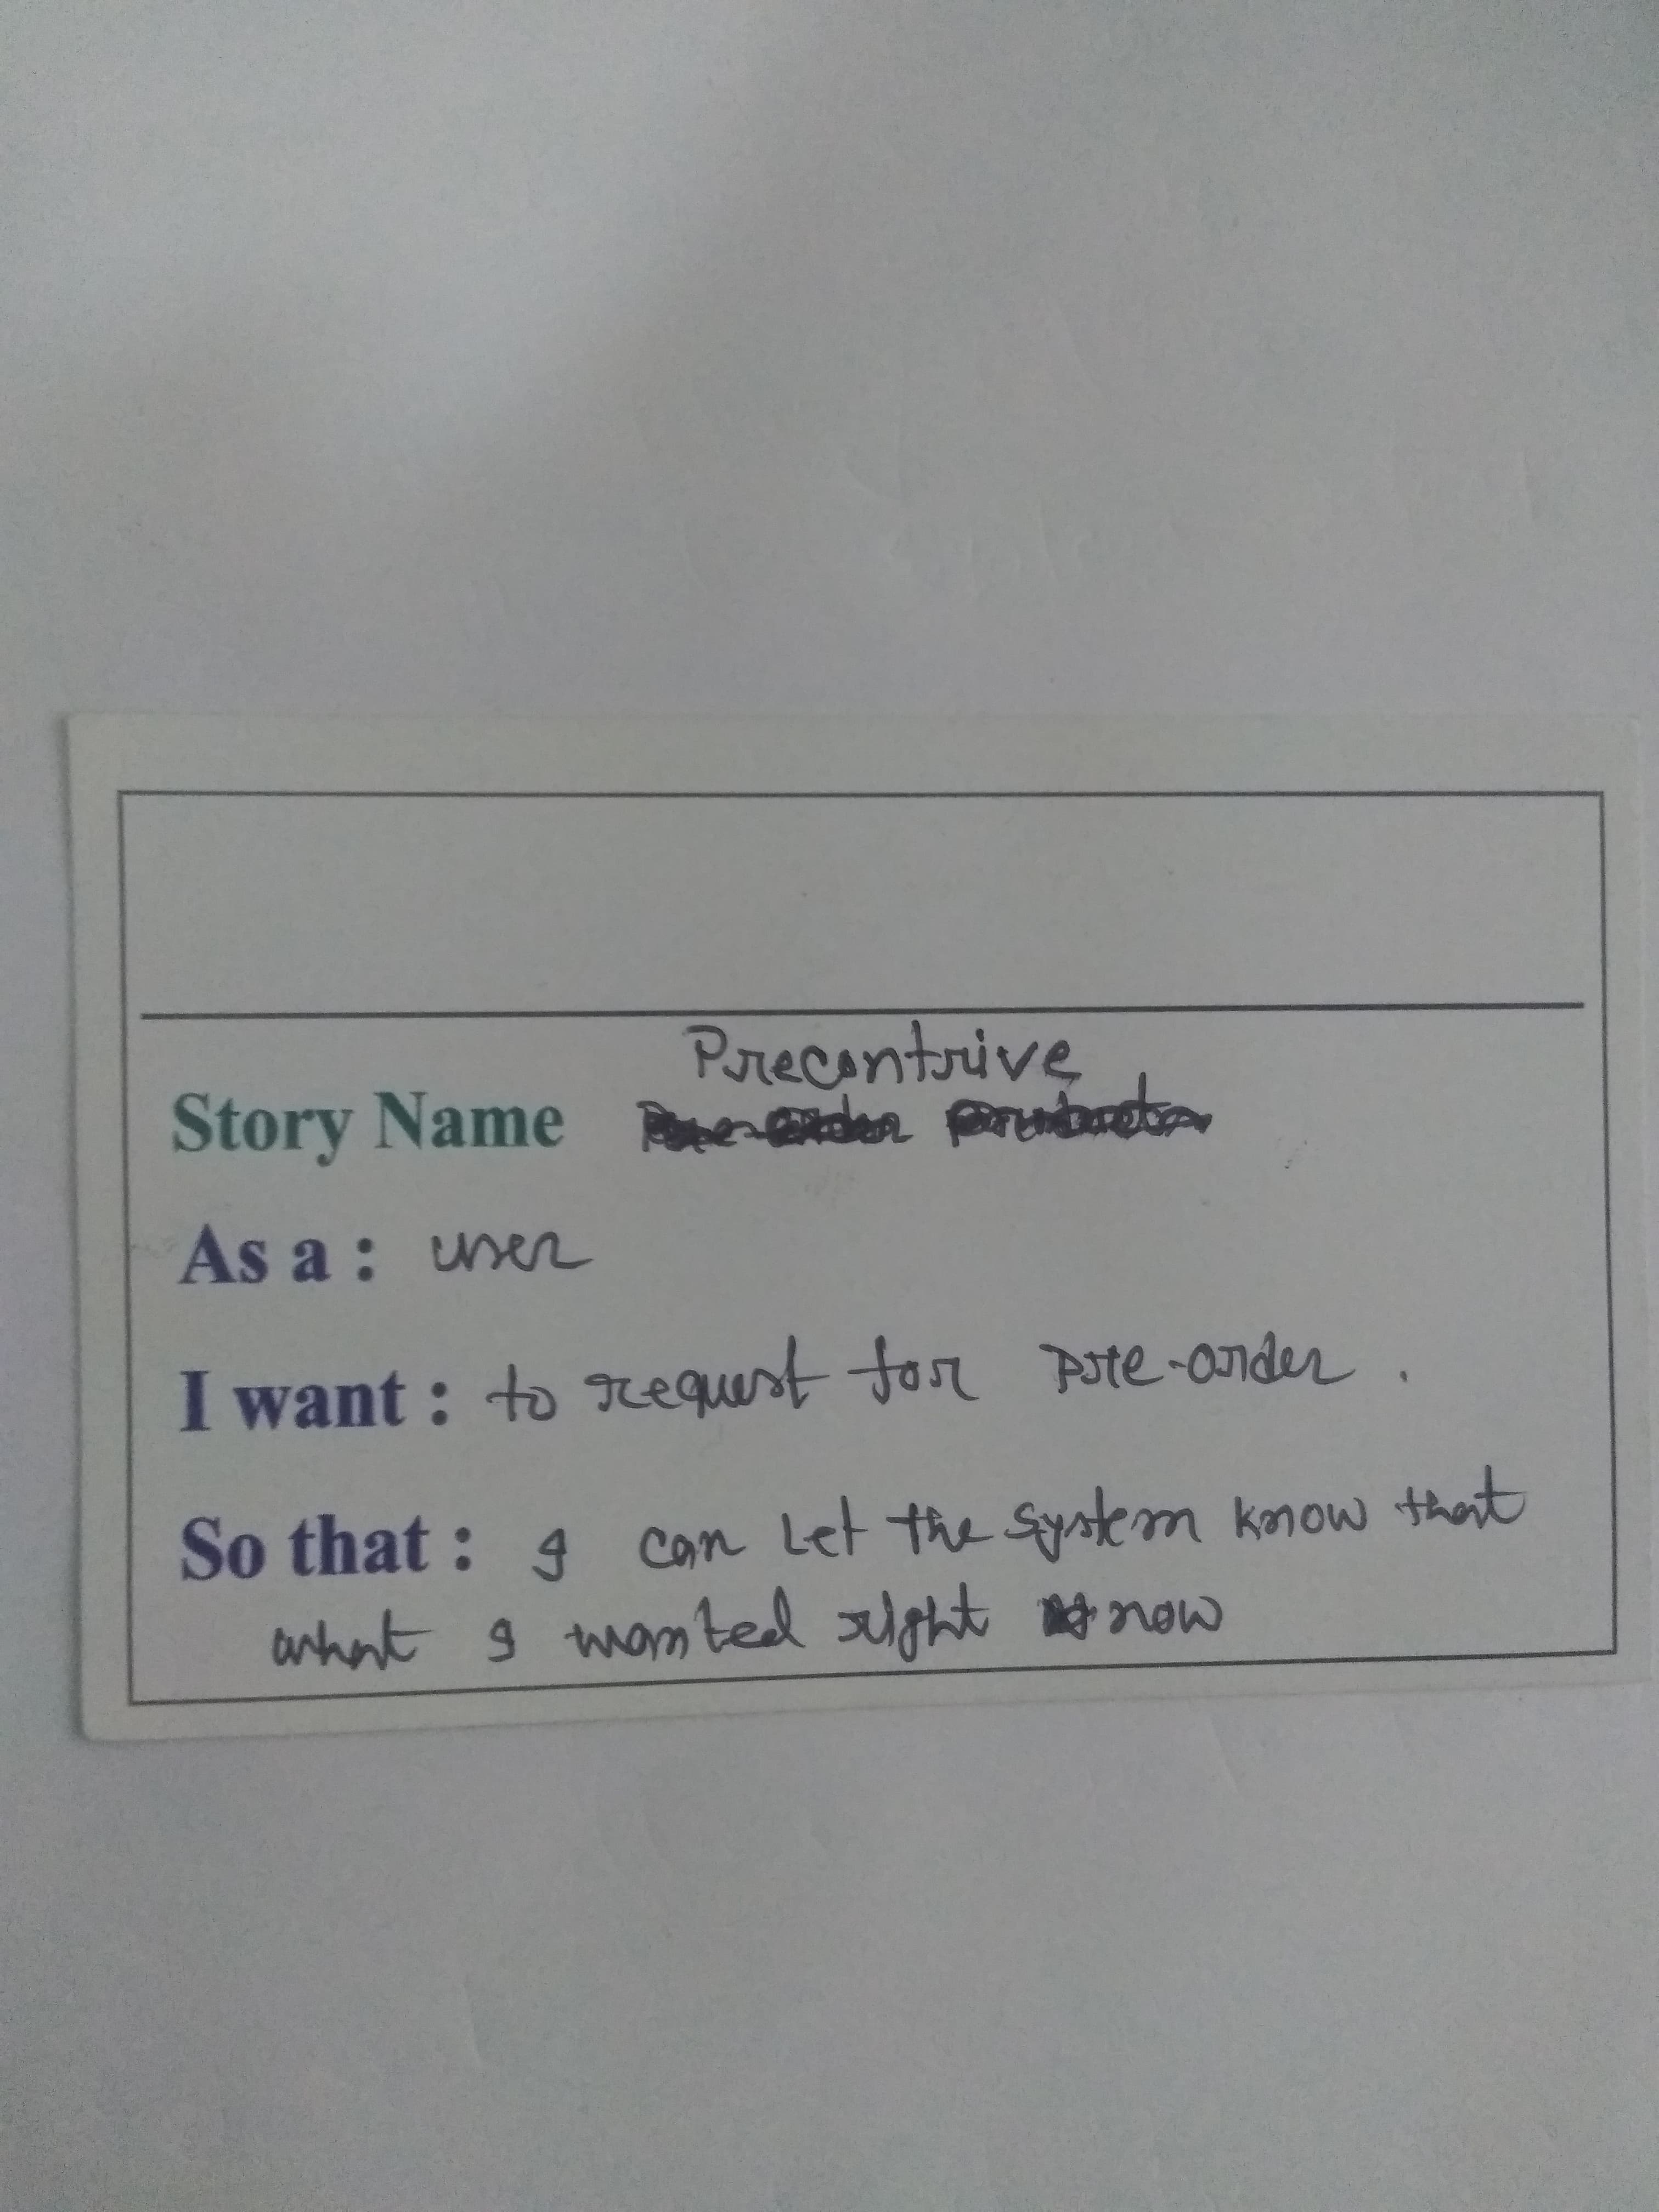 Precontrive
Story Name
As a : user
I want : to request for pre-order .
So that : I can let the system know that
what I wanted right now